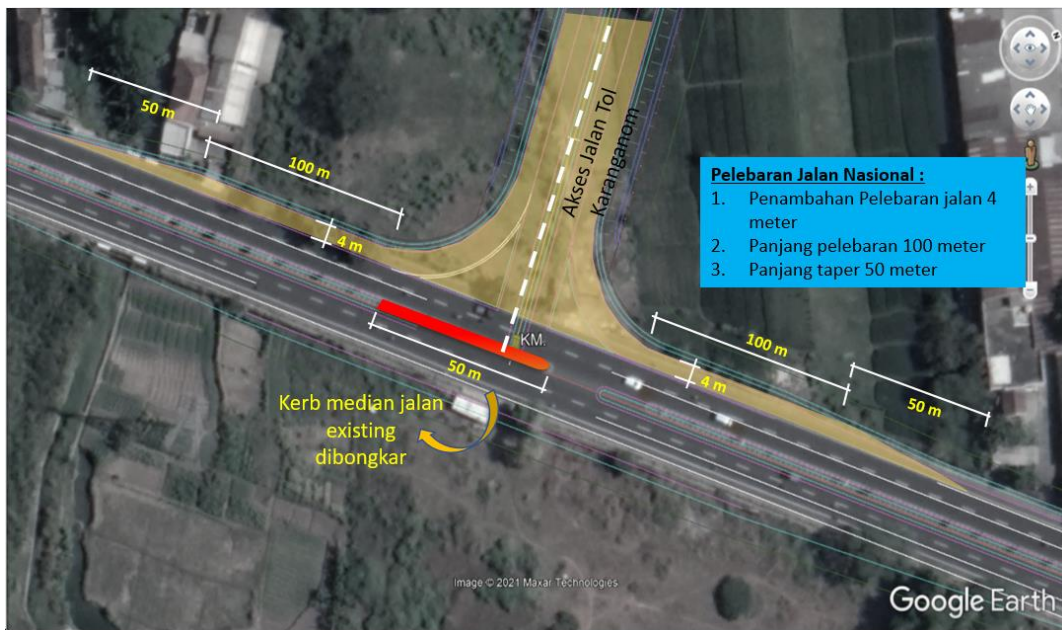 50 m
100 m
4 m
Akses Jalan Tol
Karanganom
Pelebaran Jalan Nasional :
1. Penambahan Pelebaran jalan 4
meter
2. Panjang pelebaran 100 meter
3. Panjang taper 50 meter
KM.
50 m
100 m
4 m
50 m
Kerb median jalan
existing
dibongkar
Image © 2021 Maxar Technologies
Google Earth
N